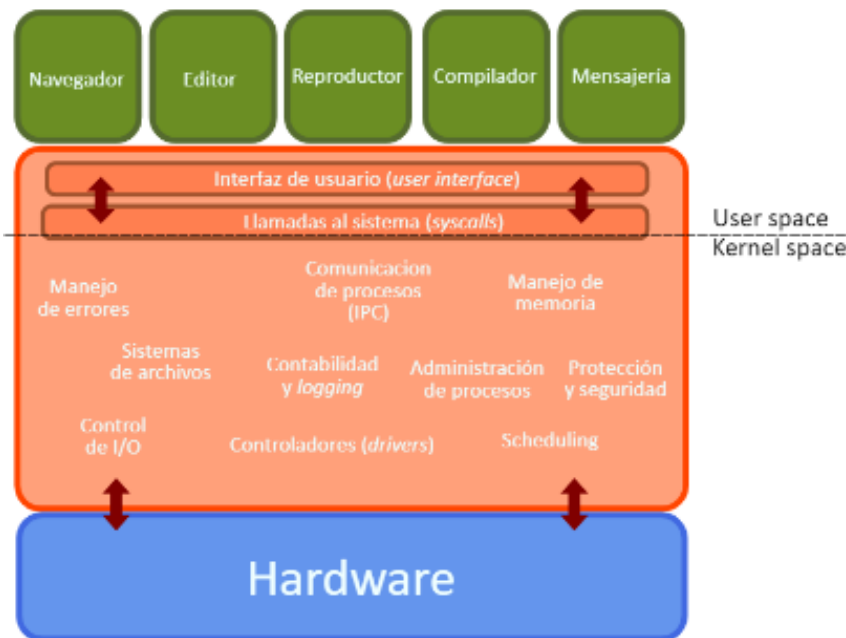 Navegador
Editor
Reproductor
Compilador
Mensajería
Interfaz de usuario (user interface)
Llamadas al sistema (syscalls)
User space
Kernel space
Manejo
de errores
Comunicacion
de procesos
(IPC)
Manejo de
memoria
Sistemas
de archivos
Contabilidad
y logging
Administración
de procesos
Protección
y seguridad
Control
de I/O
Controladores (drivers)
Scheduling
Hardware